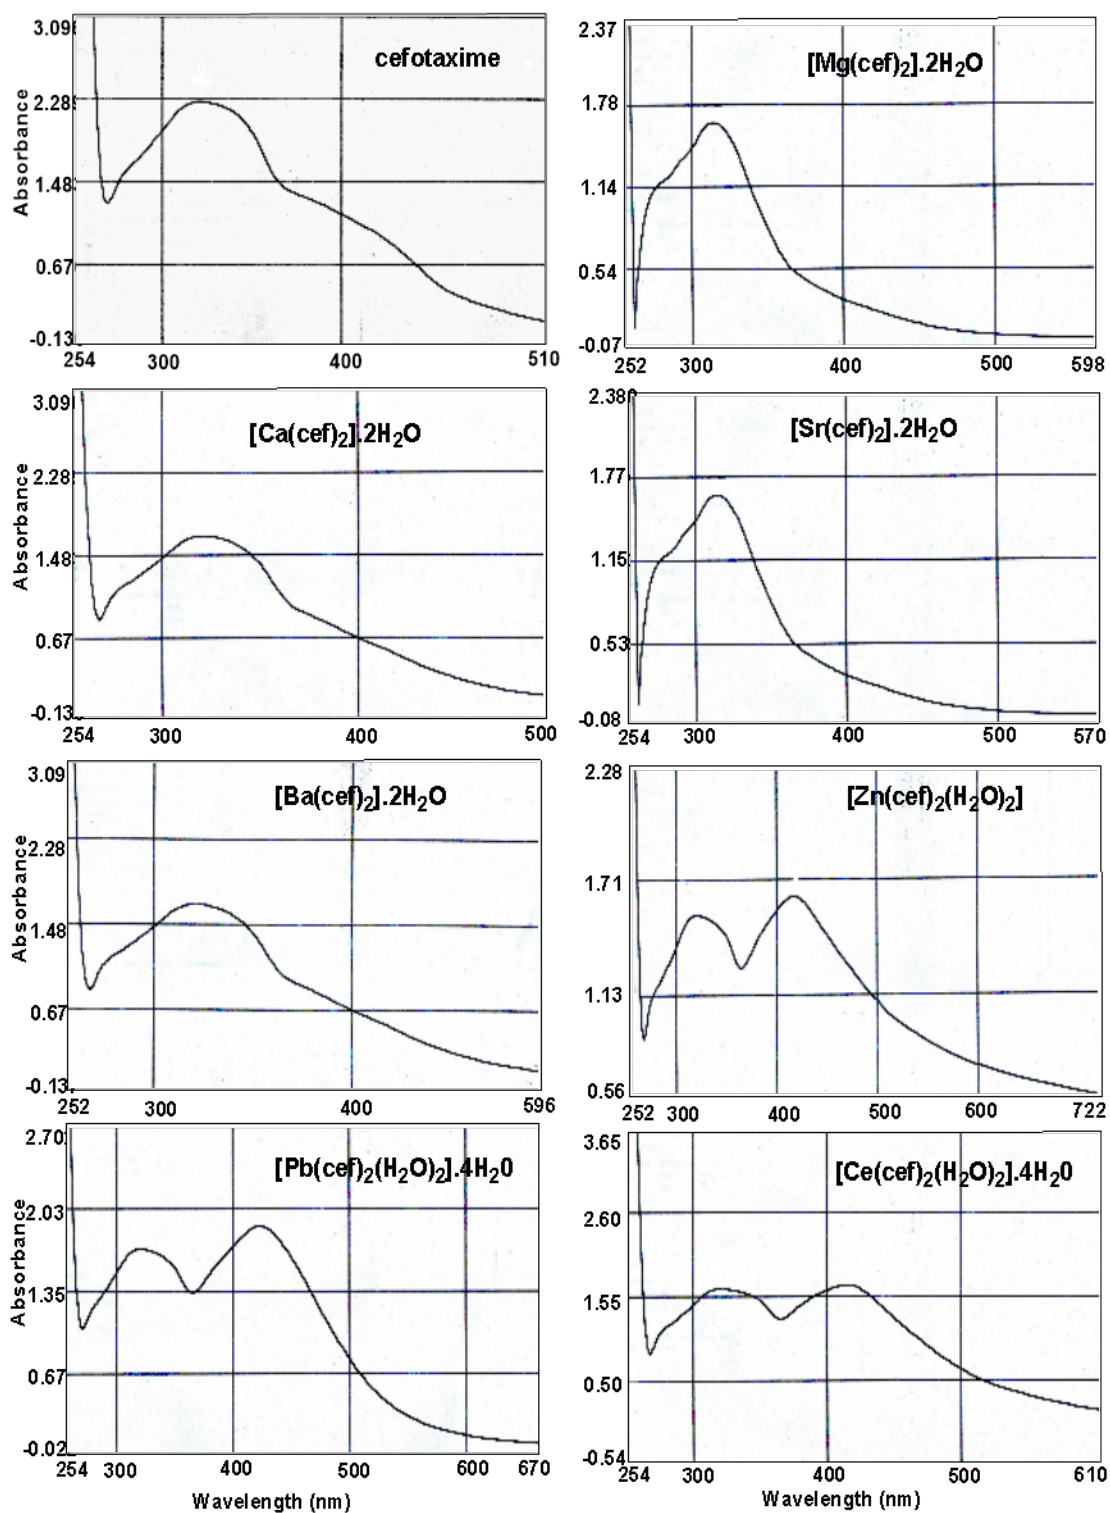 cefotaxime
3.09
2.28
1.48
0.67
-0.13
Absorbance
254 300 400 510
[Mg(cef)₂].2H₂O
2.37
1.78
1.14
0.54
-0.07
252 300 400 500 598
[Ca(cef)₂].2H₂O
3.09
2.28
1.48
0.67
-0.13
Absorbance
254 300 400 500
[Sr(cef)₂].2H₂O
2.38
1.77
1.15
0.53
-0.08
254 300 400 500 570
[Ba(cef)₂].2H₂O
3.09
2.28
1.48
0.67
-0.13
Absorbance
252 300 400 596
[Zn(cef)₂(H₂O)₂]
2.28
1.71
1.13
0.56
252 300 400 500 600 722
[Pb(cef)₂(H₂O)₂].4H₂0
2.70
2.03
1.35
0.67
-0.02
Absorbance
254 300 400 500 600 670
Wavelength (nm)
[Ce(cef)₂(H₂O)₂].4H₂0
3.65
2.60
1.55
0.50
-0.54
254 300 400 500 610
Wavelength (nm)